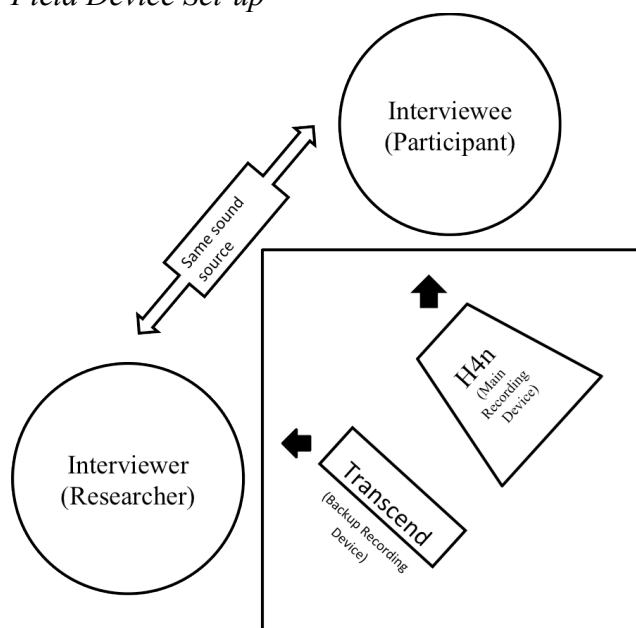 Field Device Set-up
Interviewee
(Participant)
Same sound
source
H4n
(Main
Recording
Device)
Interviewer
(Researcher)
Transcend
(Backup Recording
Device)